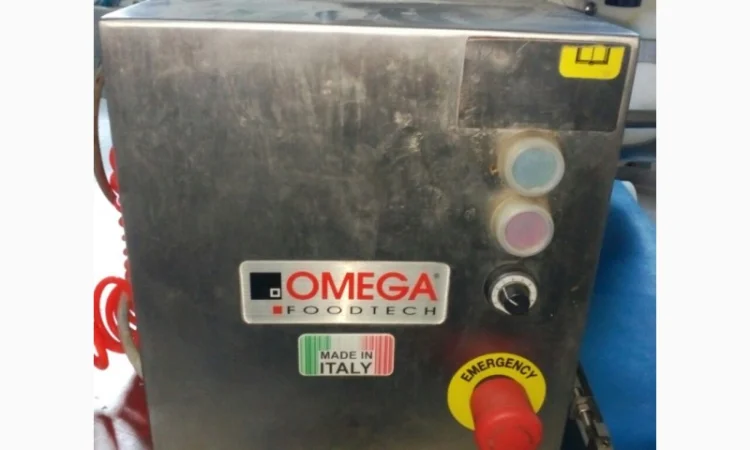 OMEGA®
FOODTECH
MADE IN
ITALY
EMERGENCY